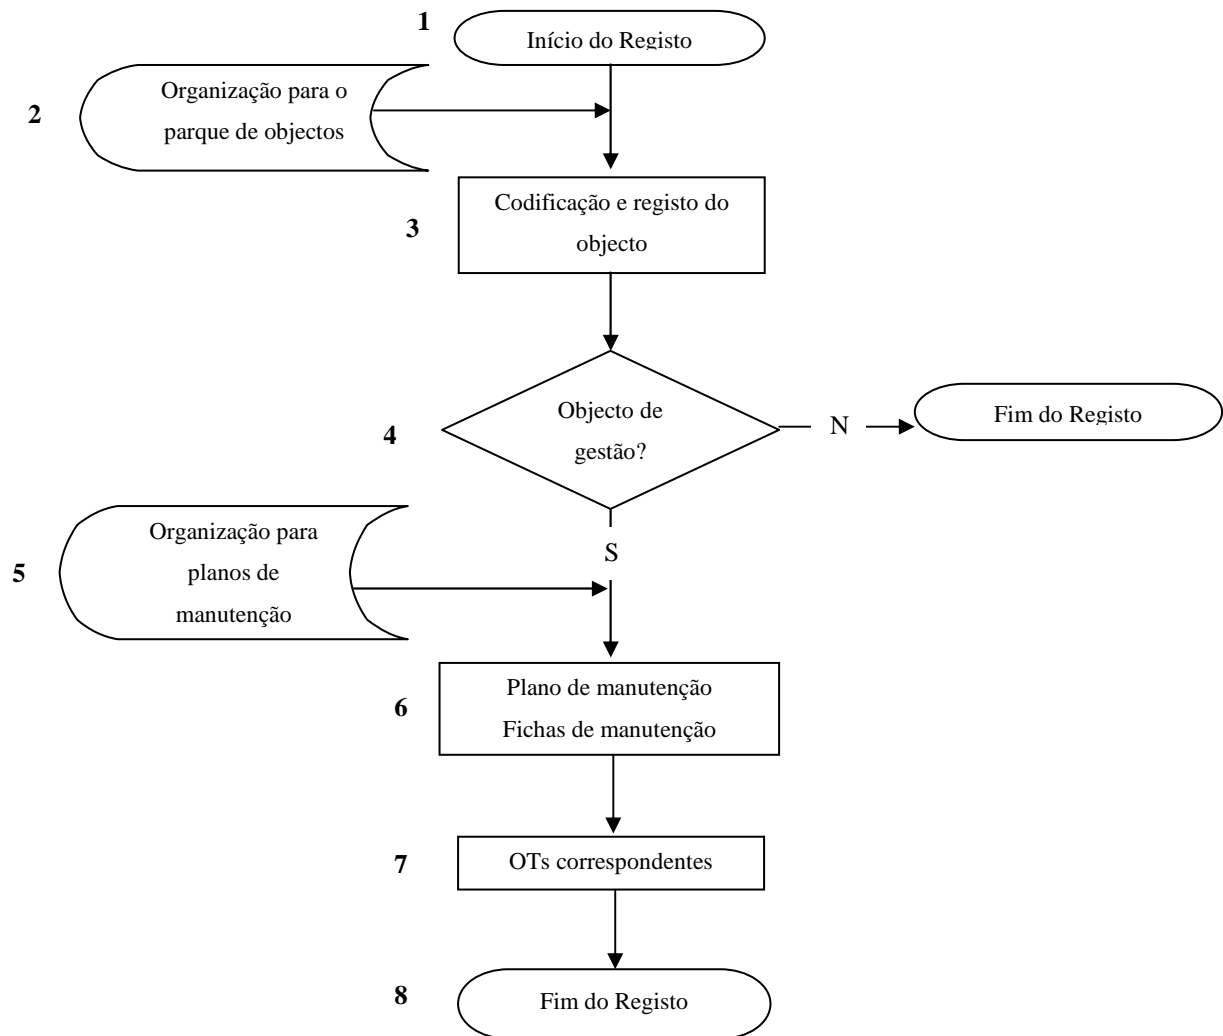 1
Início do Registo
2
Organização para o
parque de objectos
3
Codificação e registo do
objecto
4
Objecto de
gestão?
N
Fim do Registo
S
5
Organização para
planos de
manutenção
6
Plano de manutenção
Fichas de manutenção
7
OTs correspondentes
8
Fim do Registo